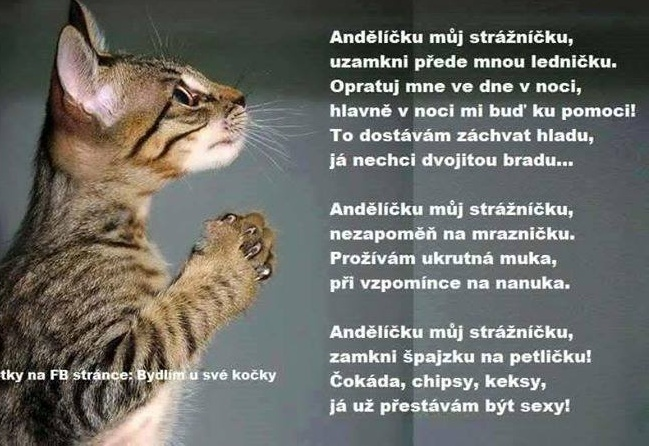 Andělíčku můj strážníčku,
uzamkni přede mnou ledničku.
Opratuj mne ve dne v noci,
hlavně v noci mi buď ku pomoci!
To dostávám záchvat hladu,
já nechci dvojitou bradu...
Andělíčku můj strážníčku,
nezapoměň na mrazničku.
Prožívám ukrutná muka,
při vzpomínce na nanuka.
Andělíčku můj strážníčku,
zamkni špajzku na petličku!
Čokáda, chipsy, keksy,
já už přestávám být sexy!
tky na FB stránce: Bydlím u své kočky